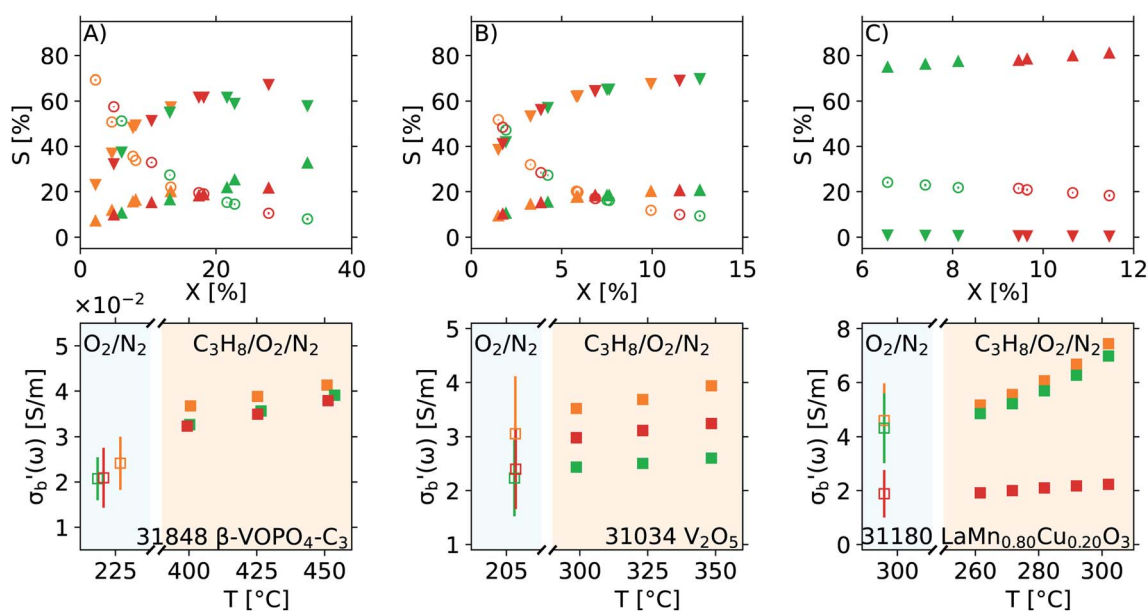 A)
S [%]
80
60
40
20
0
0 20 40
X [%]
B)
S [%]
80
60
40
20
0
0 5 10 15
X [%]
C)
S [%]
80
60
40
20
0
6 8 10 12
X [%]
×10⁻²
O₂/N₂ C₃H₈/O₂/N₂
σb'(ω) [S/m]
5
4
3
2
1
31848 β-VOPO₄-C₃
225 400 425 450
T [°C]
O₂/N₂ C₃H₈/O₂/N₂
σb'(ω) [S/m]
5
4
3
2
1
31034 V₂O₅
205 300 325 350
T [°C]
O₂/N₂ C₃H₈/O₂/N₂
σb'(ω) [S/m]
8
6
4
2
0
31180 LaMn₀.₈₀Cu₀.₂₀O₃
300 260 280 300
T [°C]